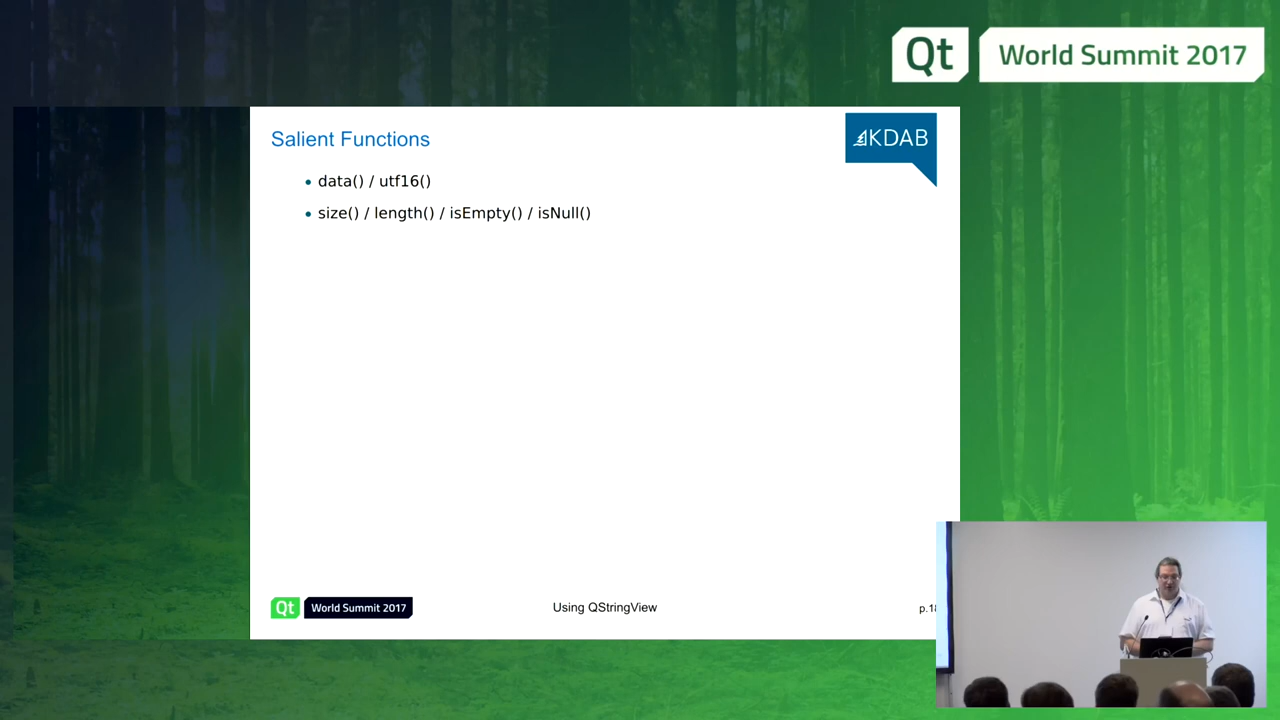 Qt World Summit 2017
Salient Functions
KDAB
• data() / utf16()
• size() / length() / isEmpty() / isNull()
Qt World Summit 2017
Using QStringView
p.18